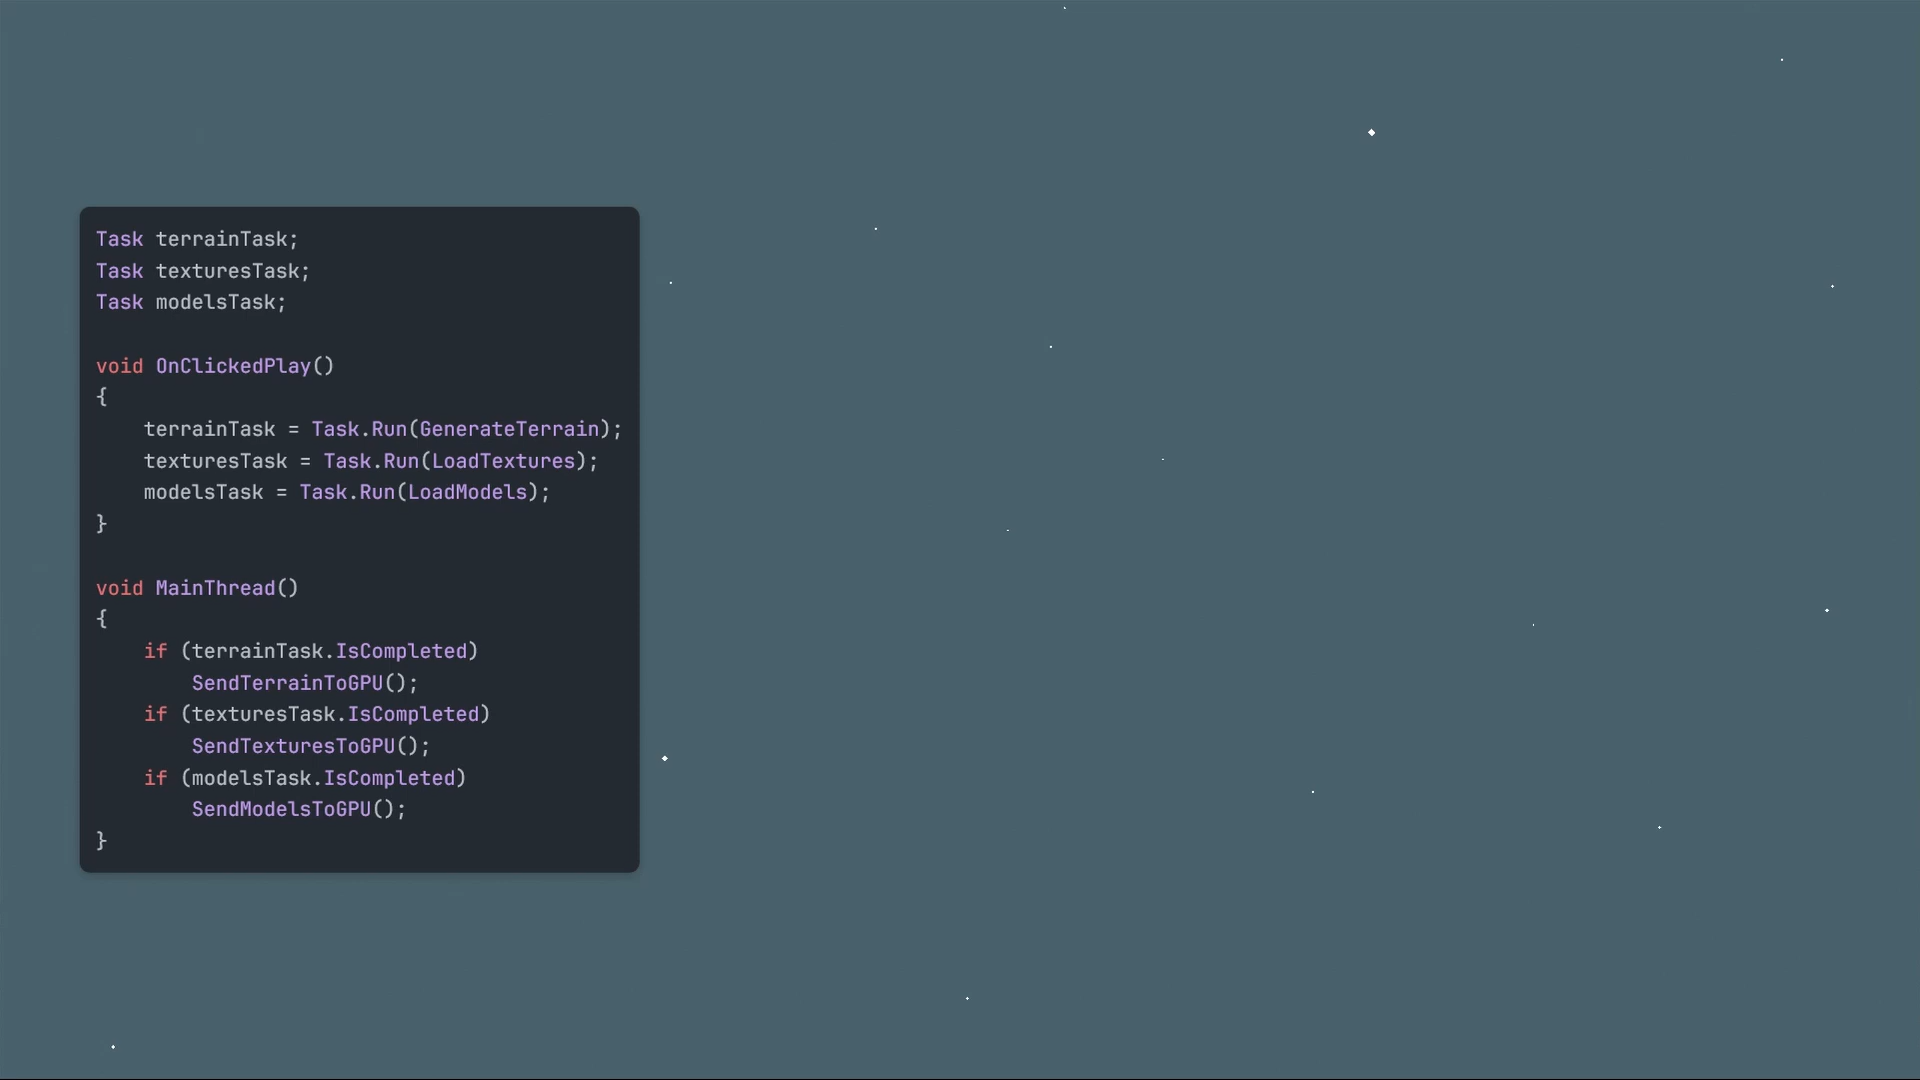 Task terrainTask;
Task texturesTask;
Task modelsTask;

void OnClickedPlay()
{
    terrainTask = Task.Run(GenerateTerrain);
    texturesTask = Task.Run(LoadTextures);
    modelsTask = Task.Run(LoadModels);
}

void MainThread()
{
    if (terrainTask.IsCompleted)
        SendTerrainToGPU();
    if (texturesTask.IsCompleted)
        SendTexturesToGPU();
    if (modelsTask.IsCompleted)
        SendModelsToGPU();
}